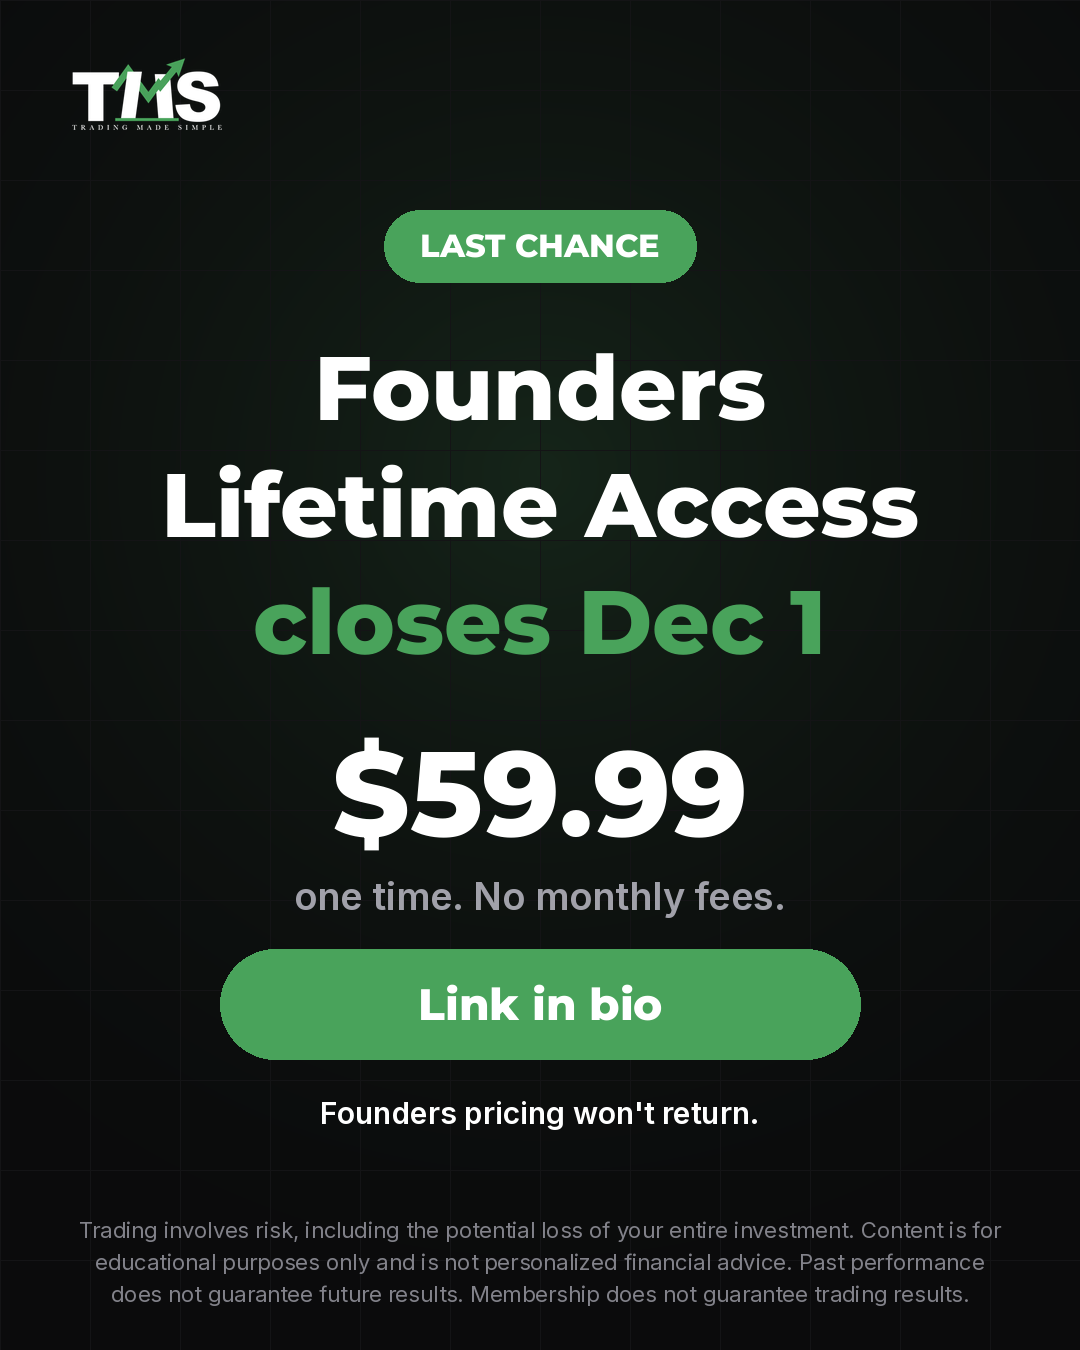 TMS
TRADING MADE SIMPLE
LAST CHANCE
Founders
Lifetime Access
closes Dec 1
$59.99
one time. No monthly fees.
Link in bio
Founders pricing won't return.
Trading involves risk, including the potential loss of your entire investment. Content is for
educational purposes only and is not personalized financial advice. Past performance
does not guarantee future results. Membership does not guarantee trading results.